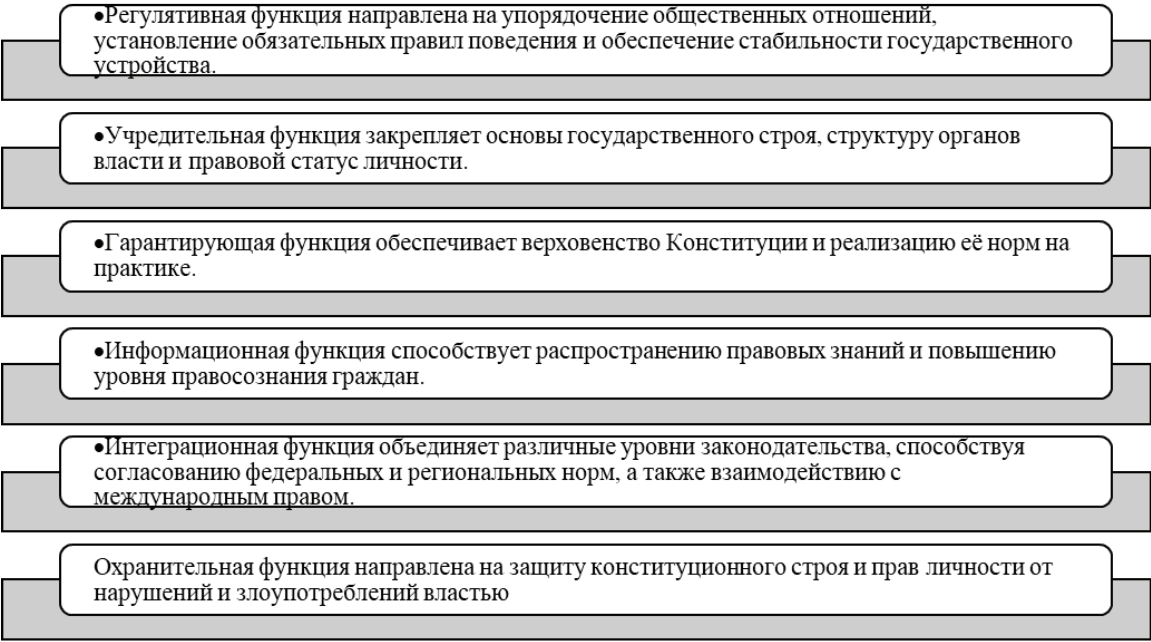 •Регулятивная функция направлена на упорядочение общественных отношений,
установление обязательных правил поведения и обеспечение стабильности государственного
устройства.
•Учредительная функция закрепляет основы государственного строя, структуру органов
власти и правовой статус личности.
•Гарантирующая функция обеспечивает верховенство Конституции и реализацию её норм на
практике.
•Информационная функция способствует распространению правовых знаний и повышению
уровня правосознания граждан.
•Интеграционная функция объединяет различные уровни законодательства, способствуя
согласованию федеральных и региональных норм, а также взаимодействию с
международным правом.
Охранительная функция направлена на защиту конституционного строя и прав личности от
нарушений и злоупотреблений властью